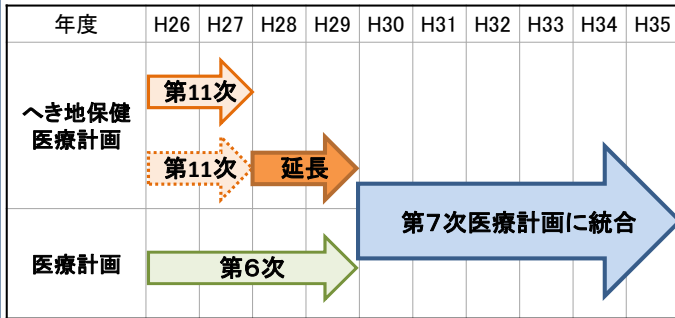 年度 H26 H27 H28 H29 H30 H31 H32 H33 H34 H35
へき地保健
医療計画
第11次
第11次 延長
第7次医療計画に統合
医療計画
第6次